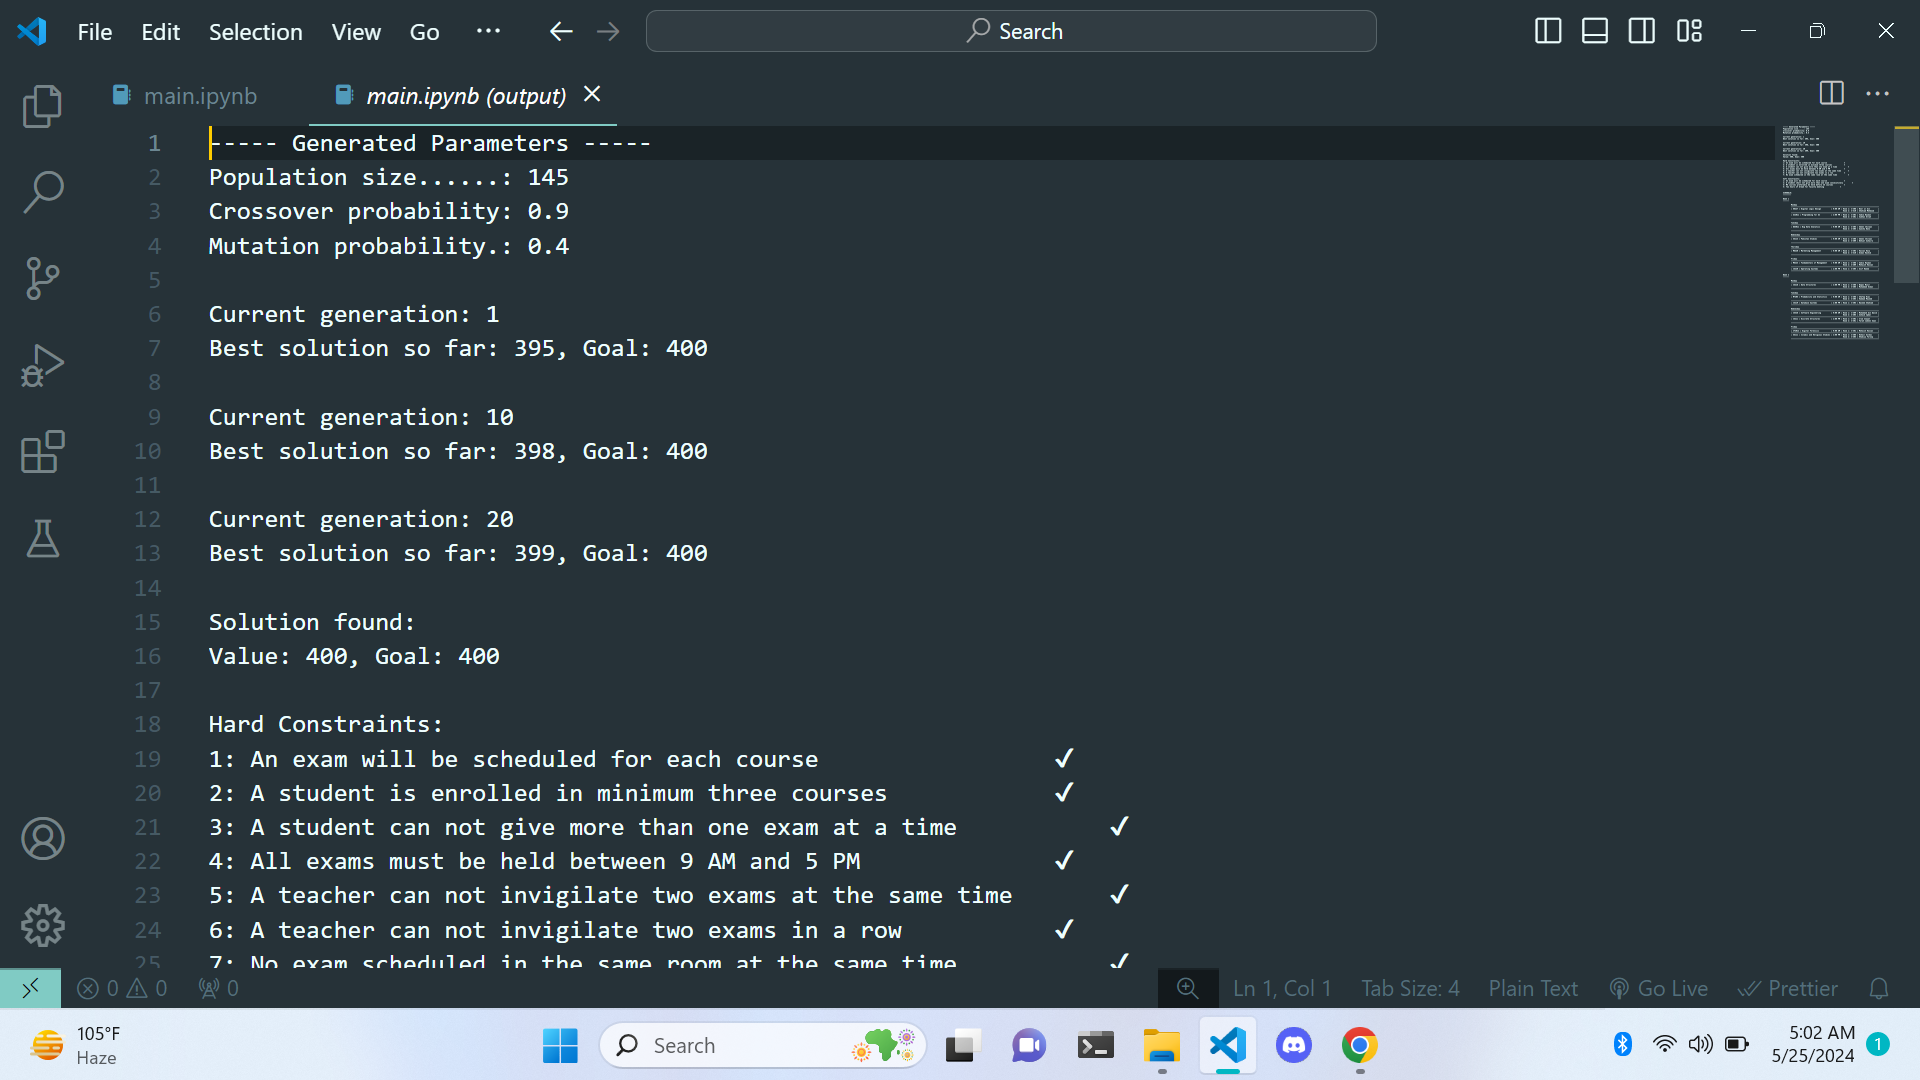 File Edit Selection View Go ··· Search
main.ipynb main.ipynb (output)
1 ----- Generated Parameters -----
2 Population size......: 145
3 Crossover probability: 0.9
4 Mutation probability.: 0.4
5
6 Current generation: 1
7 Best solution so far: 395, Goal: 400
8
9 Current generation: 10
10 Best solution so far: 398, Goal: 400
11
12 Current generation: 20
13 Best solution so far: 399, Goal: 400
14
15 Solution found:
16 Value: 400, Goal: 400
17
18 Hard Constraints:
19 1: An exam will be scheduled for each course ✓
20 2: A student is enrolled in minimum three courses ✓
21 3: A student can not give more than one exam at a time ✓
22 4: All exams must be held between 9 AM and 5 PM ✓
23 5: A teacher can not invigilate two exams at the same time ✓
24 6: A teacher can not invigilate two exams in a row ✓
25 7: No exam scheduled in the same room at the same time ✓
0 0 0 Ln 1, Col 1 Tab Size: 4 Plain Text Go Live Prettier
105°F
Haze
Search
5:02 AM
5/25/2024
1